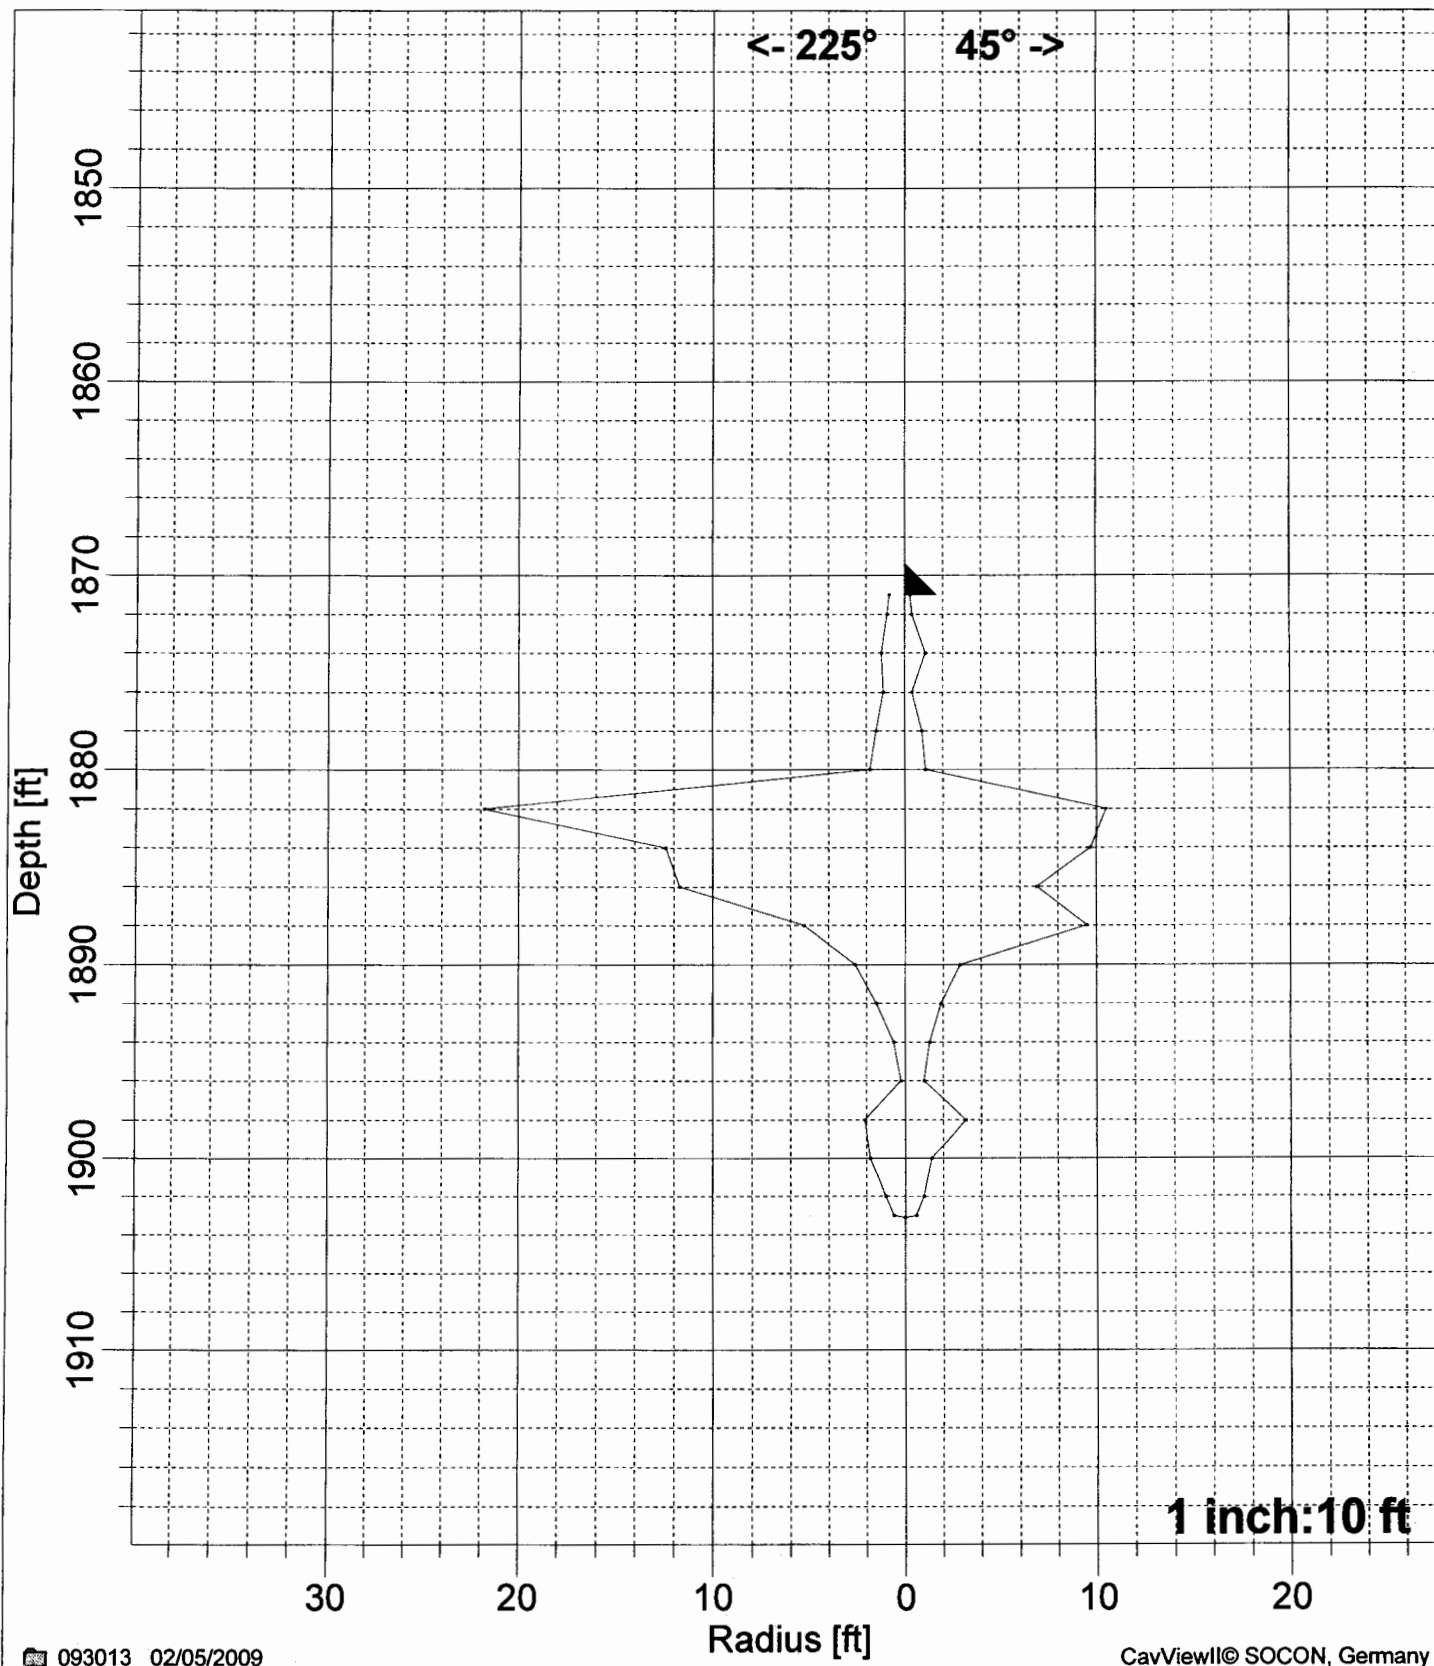 <- 225° 45° ->
1850
1860
1870
1880
1890
1900
1910
Depth [ft]
1 inch:10 ft
30 20 10 0 10 20
Radius [ft]
093013 02/05/2009
CavViewII© SOCON, Germany